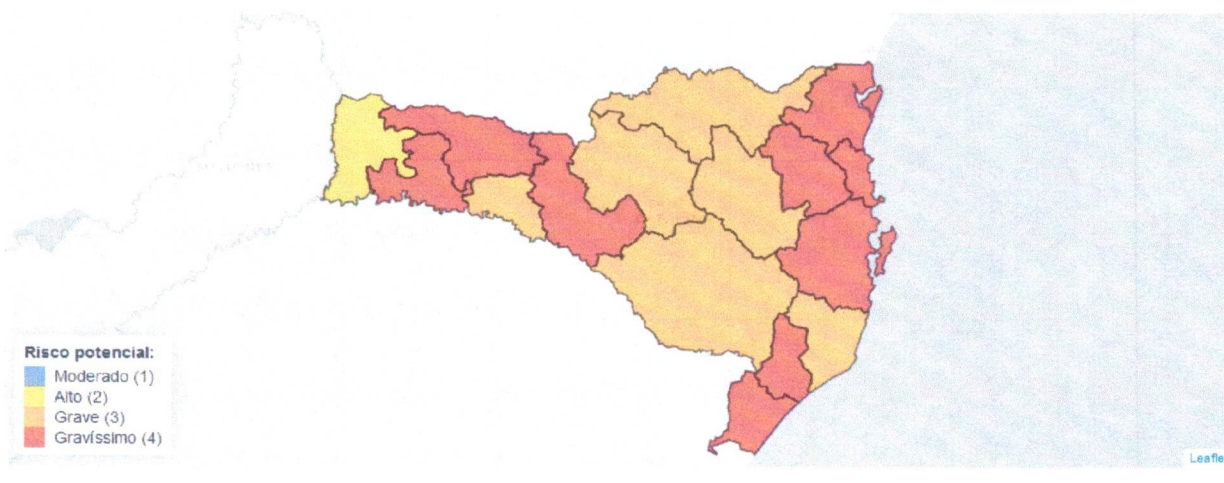 Risco potencial:
Moderado (1)
Alto (2)
Grave (3)
Gravíssimo (4)
Leafle